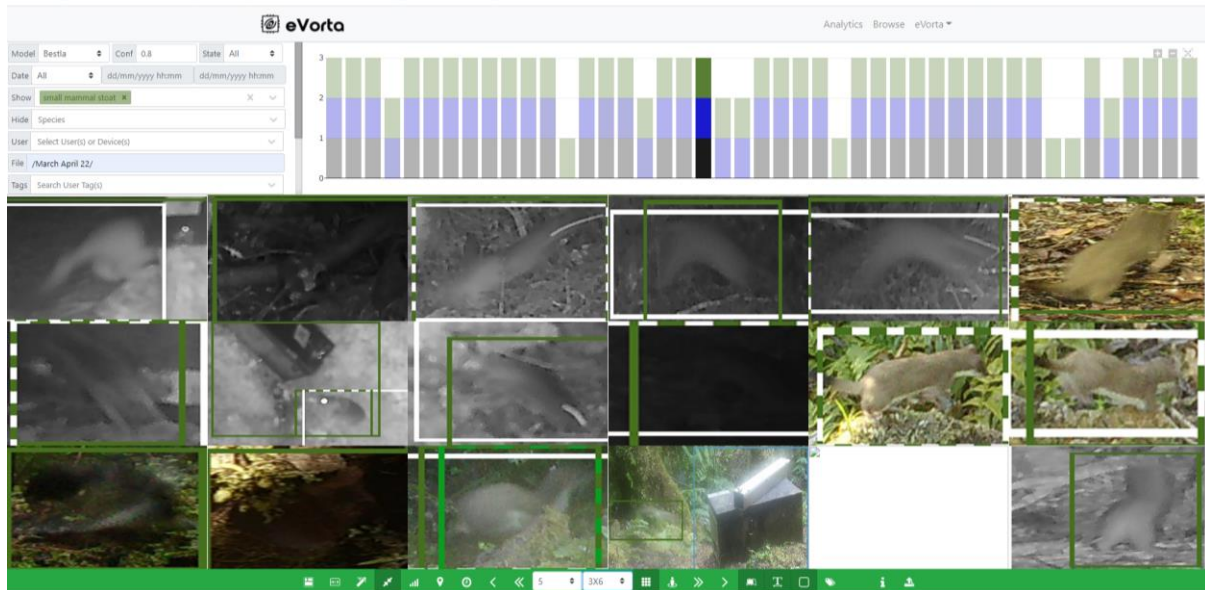 eVorta
Analytics Browse eVorta
Model Bestia Conf 0.8 State All
Date All dd/mm/yyyy hh:mm dd/mm/yyyy hh:mm
Show small mammal stoat ×
Hide Species
User Select User(s) or Device(s)
File /March April 22/
Tags Search User Tag(s)
3
2
1
0
5 3X6